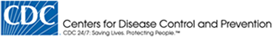 CDC
Centers for Disease Control and Prevention
CDC 24/7: Saving Lives. Protecting People.™